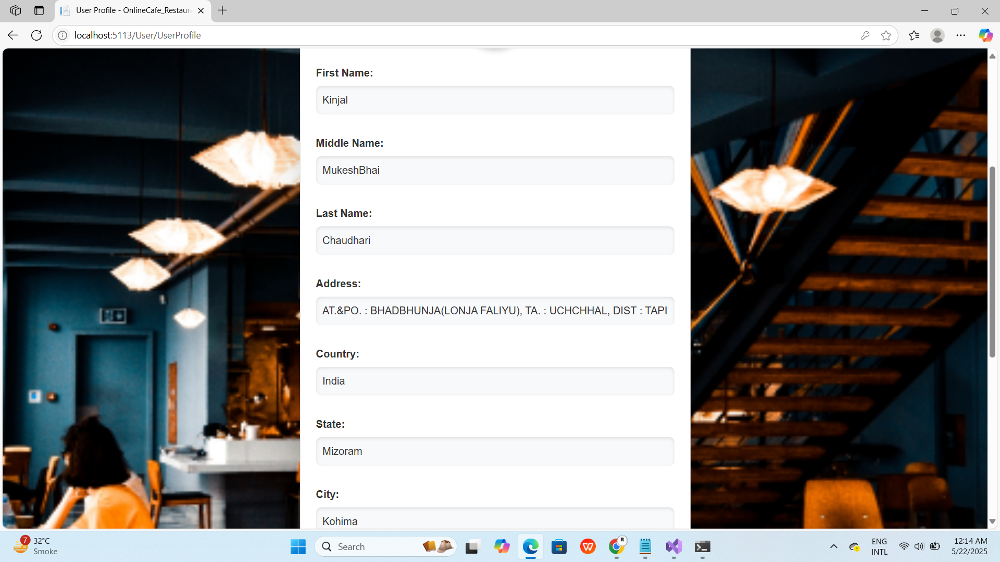 User Profile - OnlineCafe_Restaura
localhost:5113/User/UserProfile
First Name:
Kinjal
Middle Name:
MukeshBhai
Last Name:
Chaudhari
Address:
AT.&PO. : BHADBHUNJA(LONJA FALIYU), TA. : UCHCHHAL, DIST : TAPI
Country:
India
State:
Mizoram
City:
Kohima
7
32°C
Smoke
Search
R
ENG
INTL
12:14 AM
5/22/2025